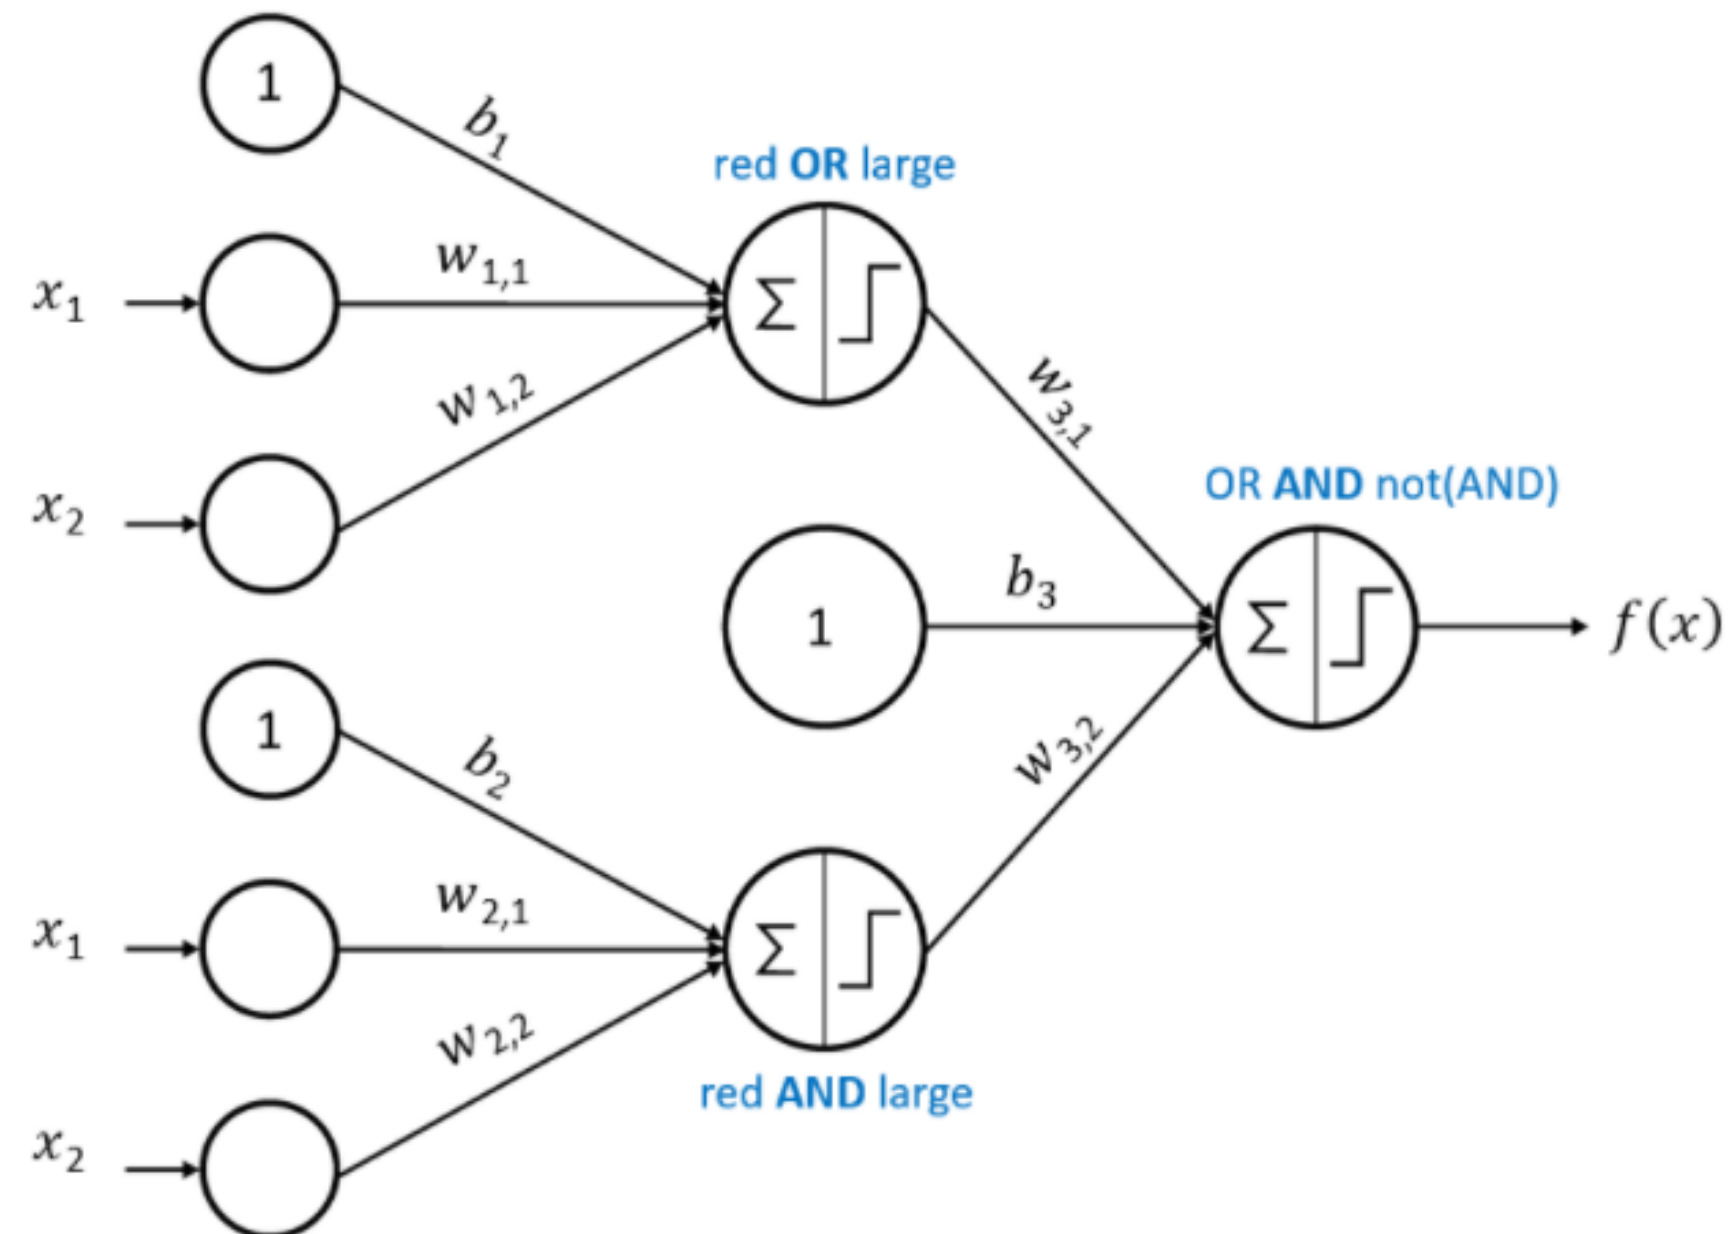 1
b₁
red OR large
x₁
w₁,₁
Σ
w₁,₂
x₂
w₃,₁
OR AND not(AND)
1
b₃
Σ
f(x)
1
b₂
w₃,₂
x₁
w₂,₁
Σ
w₂,₂
red AND large
x₂